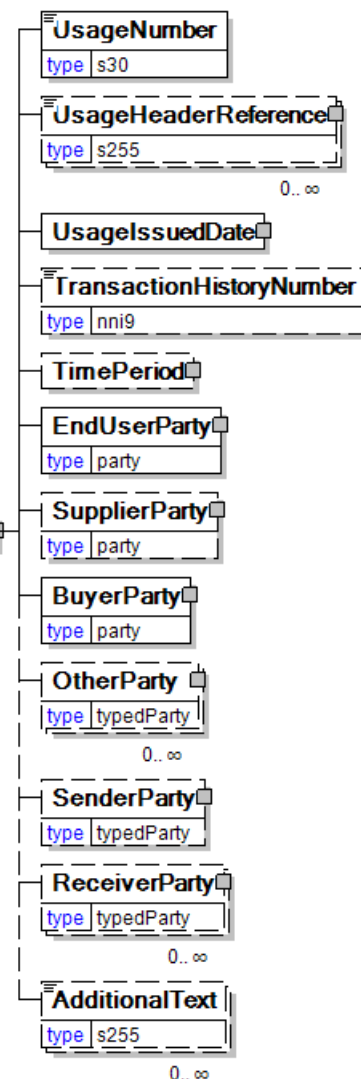 UsageNumber
type s30
UsageHeaderReference
type s255
0.. ∞
UsageIssuedDate
TransactionHistoryNumber
type nni9
TimePeriod
EndUserParty
type party
SupplierParty
type party
BuyerParty
type party
OtherParty
type typedParty
0.. ∞
SenderParty
type typedParty
ReceiverParty
type typedParty
0.. ∞
AdditionalText
type s255
0.. ∞